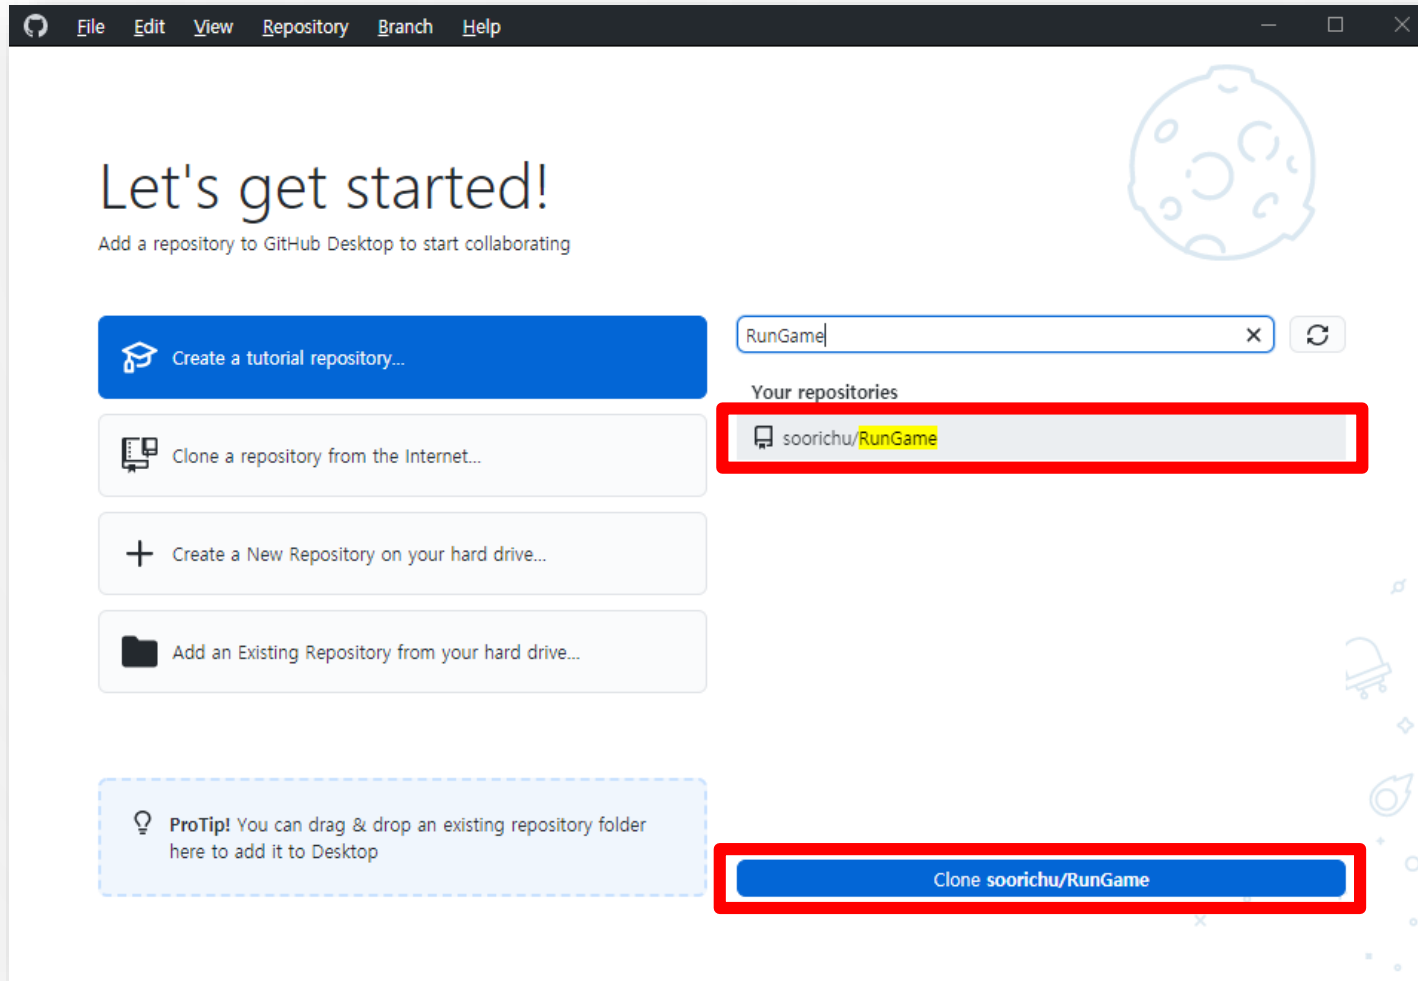 File Edit View Repository Branch Help
Let's get started!
Add a repository to GitHub Desktop to start collaborating
Create a tutorial repository...
Clone a repository from the Internet...
Create a New Repository on your hard drive...
Add an Existing Repository from your hard drive...
ProTip! You can drag & drop an existing repository folder
here to add it to Desktop
RunGame
Your repositories
soorichu/RunGame
Clone soorichu/RunGame